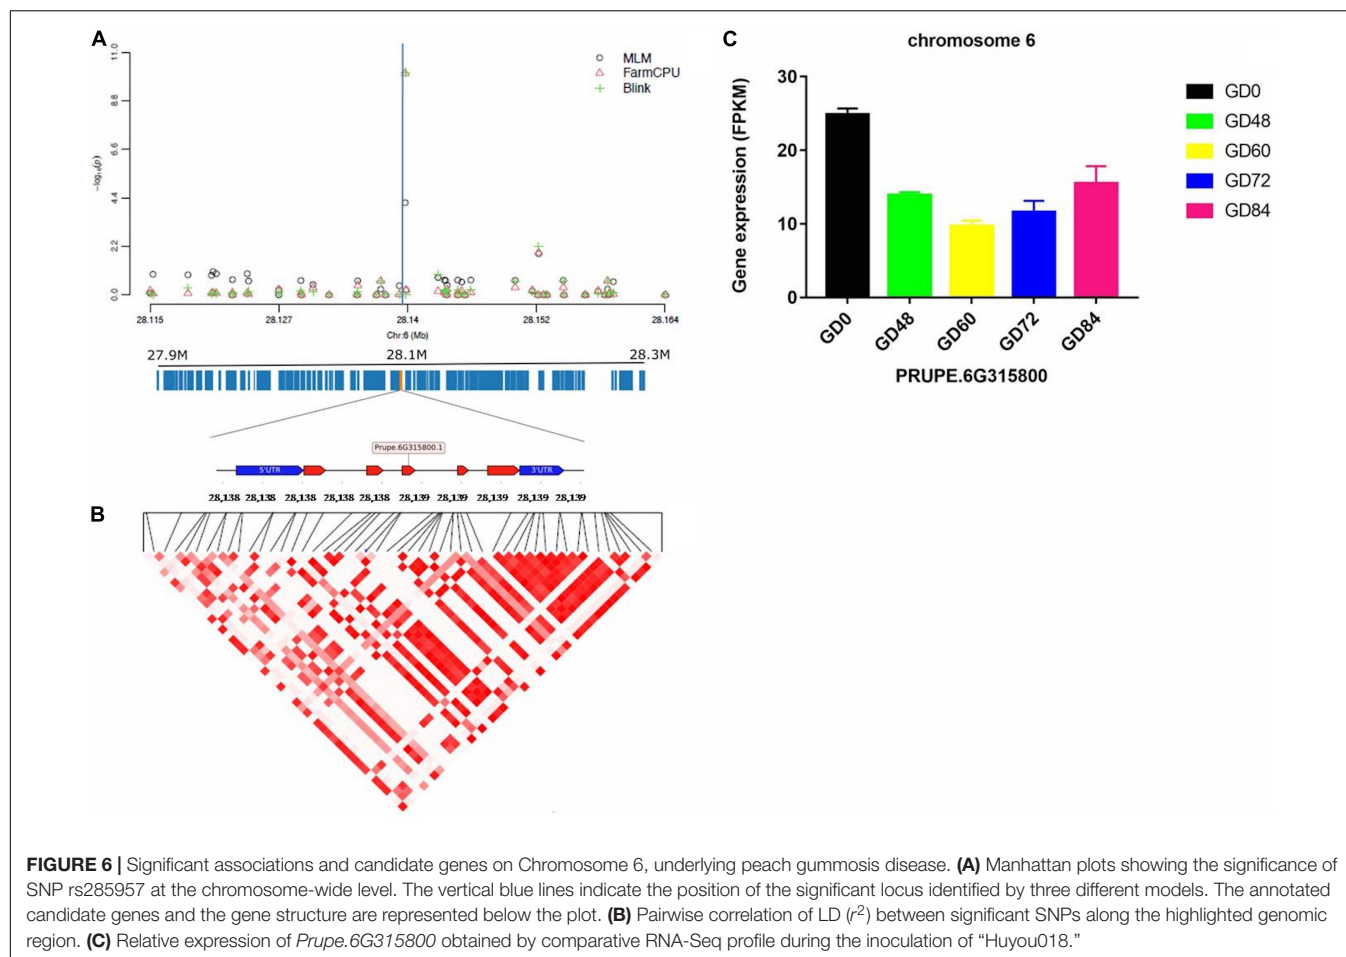 A
11.0
8.8
6.6
4.4
2.2
0.0
−log₁₀(p)
MLM
FarmCPU
Blink
28.115
28.127
28.14
28.152
28.164
Chr:6 (Mb)
27.9M
28.1M
28.3M
Prupe.6G315800.1
5'UTR
3'UTR
28,138
28,138
28,138
28,138
28,138
28,139
28,139
28,139
28,139
28,139
B
C
chromosome 6
Gene expression (FPKM)
30
20
10
0
GD0
GD48
GD60
GD72
GD84
PRUPE.6G315800
GD0
GD48
GD60
GD72
GD84
FIGURE 6 | Significant associations and candidate genes on Chromosome 6, underlying peach gummosis disease. (A) Manhattan plots showing the significance of
SNP rs285957 at the chromosome-wide level. The vertical blue lines indicate the position of the significant locus identified by three different models. The annotated
candidate genes and the gene structure are represented below the plot. (B) Pairwise correlation of LD (r²) between significant SNPs along the highlighted genomic
region. (C) Relative expression of Prupe.6G315800 obtained by comparative RNA-Seq profile during the inoculation of “Huyou018.”